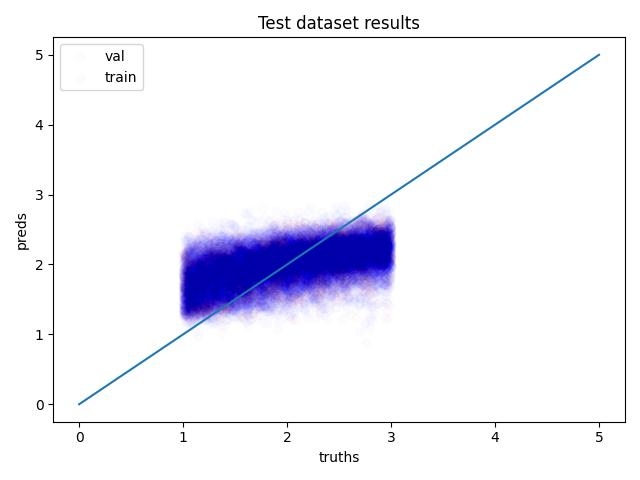 Test dataset results
val
train
5
4
3
2
1
0
preds
0 1 2 3 4 5
truths